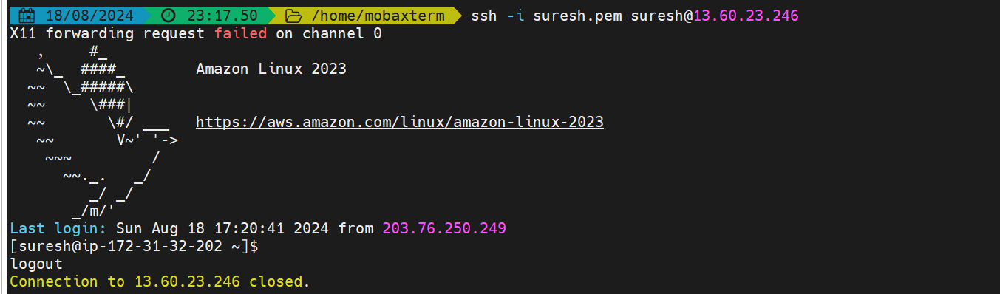 18/08/2024 23:17.50 /home/mobaxterm ssh -i suresh.pem suresh@13.60.23.246
X11 forwarding request failed on channel 0
   ,     #_
   ~\_  ####_        Amazon Linux 2023
  ~~  \_#####\
  ~~     \###|
  ~~       \#/ ___   https://aws.amazon.com/linux/amazon-linux-2023
   ~~       V~' '->
    ~~~         /
      ~~._.   _/
         _/ _/
       _/m/'
Last login: Sun Aug 18 17:20:41 2024 from 203.76.250.249
[suresh@ip-172-31-32-202 ~]$
logout
Connection to 13.60.23.246 closed.